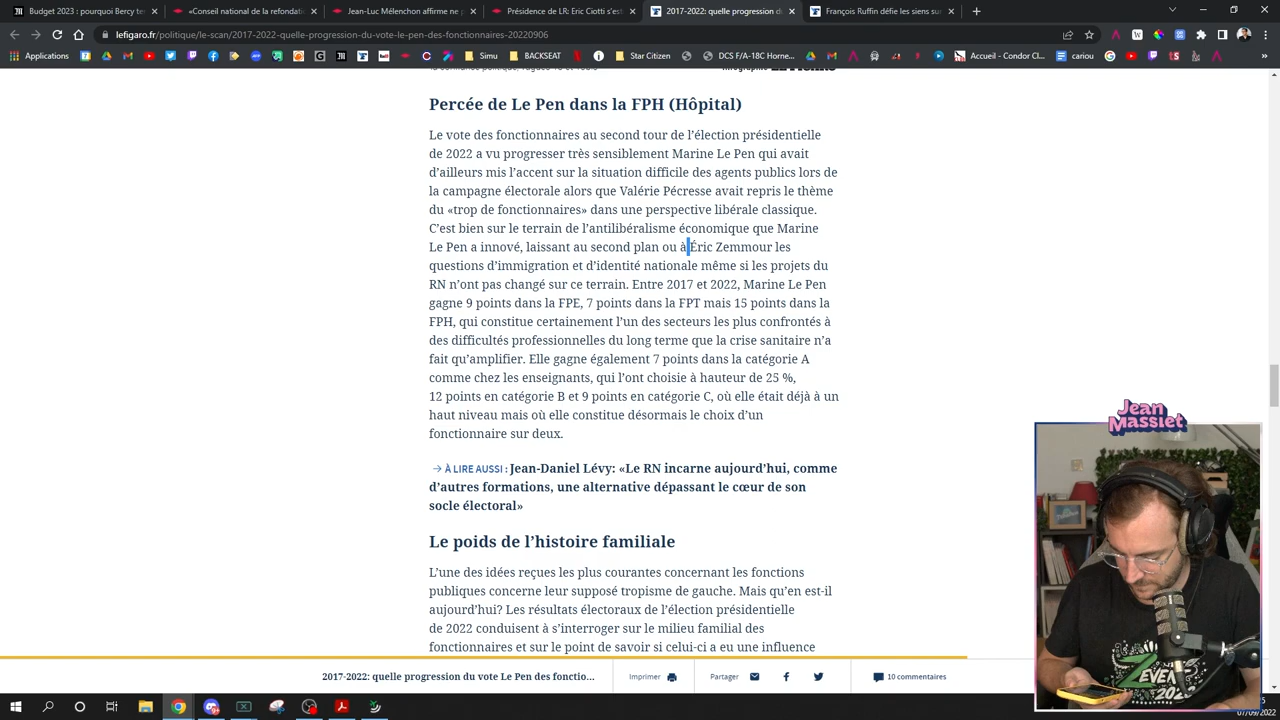 Budget 2023 : pourquoi Bercy te
«Conseil national de la refondat
Jean-Luc Mélenchon affirme ne
Congrès de LR: Eric Ciotti s'est
2017-2022: quelle progression d
François Ruffin défie les siens su
lefigaro.fr/politique/le-scan/2017-2022-quelle-progression-du-vote-le-pen-des-fonctionnaires-20220906
Applications
Simu
BACKSEAT
Star Citizen
DCS F/A-18C Horne...
Accueil - Condor Cl...
cariou
Google
Percée de Le Pen dans la FPH (Hôpital)
Le vote des fonctionnaires au second tour de l'élection présidentielle
de 2022 a vu progresser très sensiblement Marine Le Pen qui avait
d'ailleurs mis l'accent sur la situation difficile des agents publics lors de
la campagne électorale alors que Valérie Pécresse avait repris le thème
du «trop de fonctionnaires» dans une perspective libérale classique.
C'est bien sur le terrain de l'antilibéralisme économique que Marine
Le Pen a innové, laissant au second plan ou à Éric Zemmour les
questions d'immigration et d'identité nationale même si les projets du
RN n'ont pas changé sur ce terrain. Entre 2017 et 2022, Marine Le Pen
gagne 9 points dans la FPE, 7 points dans la FPT mais 15 points dans la
FPH, qui constitue certainement l'un des secteurs les plus confrontés à
des difficultés professionnelles du long terme que la crise sanitaire n'a
fait qu'amplifier. Elle gagne également 7 points dans la catégorie A
comme chez les enseignants, qui l'ont choisie à hauteur de 25 %,
12 points en catégorie B et 9 points en catégorie C, où elle était déjà à un
haut niveau mais où elle constitue désormais le choix d'un
fonctionnaire sur deux.
→ À LIRE AUSSI : Jean-Daniel Lévy: «Le RN incarne aujourd'hui, comme
d'autres formations, une alternative dépassant le cœur de son
socle électoral»
Le poids de l'histoire familiale
L'une des idées reçues les plus courantes concernant les fonctions
publiques concerne leur supposé tropisme de gauche. Mais qu'en est-il
aujourd'hui? Les résultats électoraux de l'élection présidentielle
de 2022 conduisent à s'interroger sur le milieu familial des
fonctionnaires et sur le point de savoir si celui-ci a eu une influence
2017-2022: quelle progression du vote Le Pen des fonctio...
Imprimer
Partager
10 commentaires
Jean
Massiet
ZEVENT
07/09/2022